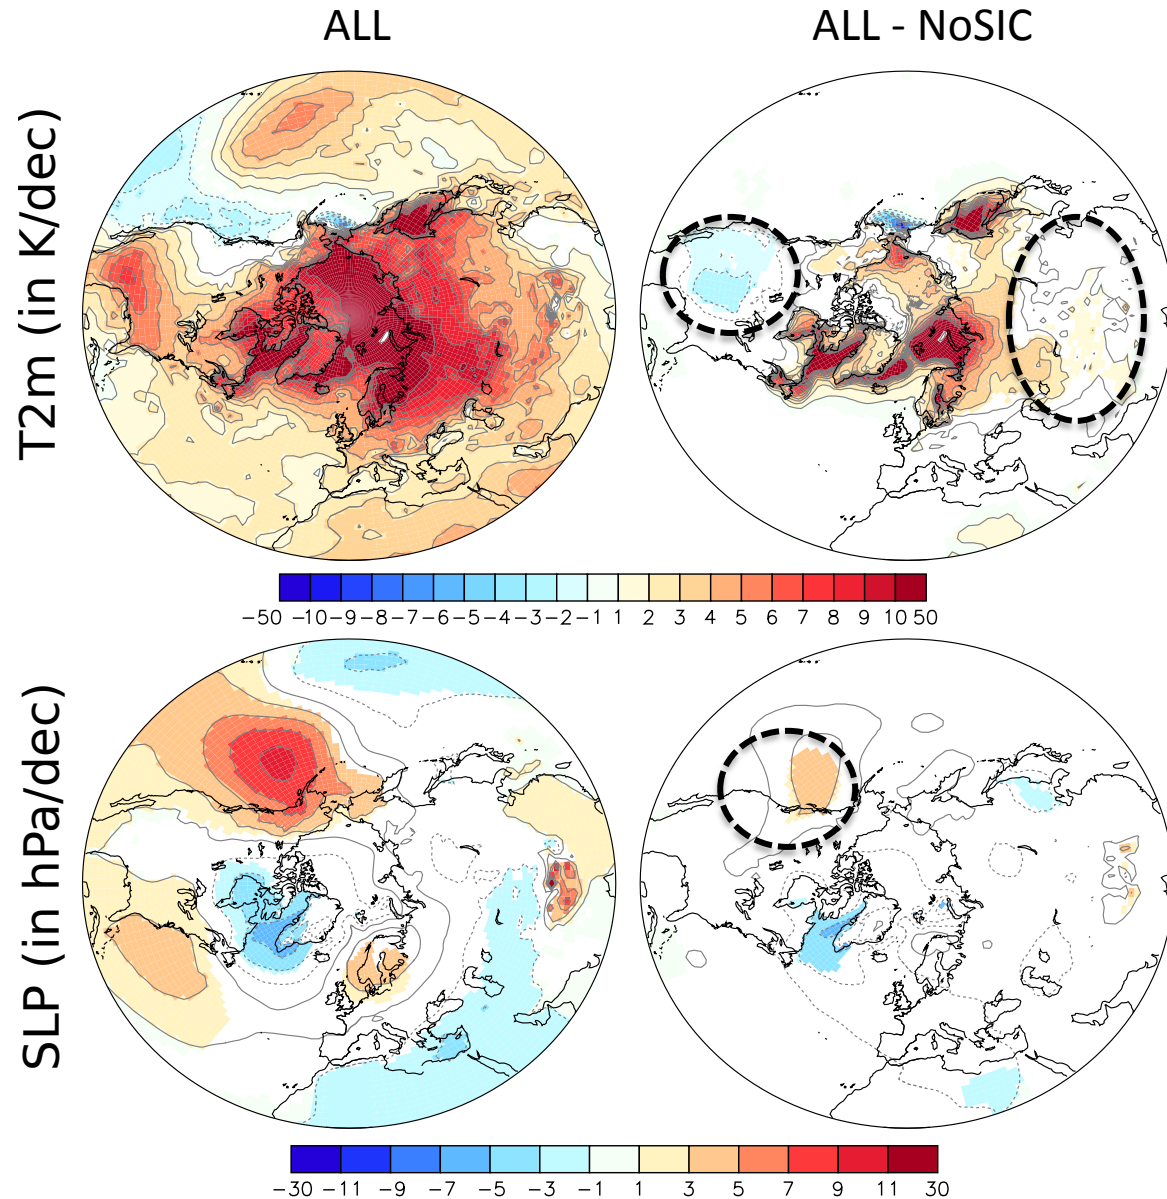 ALL
ALL - NoSIC
T2m (in K/dec)
−50 −10 −9 −8 −7 −6 −5 −4 −3 −2 −1 1 2 3 4 5 6 7 8 9 10 50
SLP (in hPa/dec)
−30 −11 −9 −7 −5 −3 −1 1 3 5 7 9 11 30